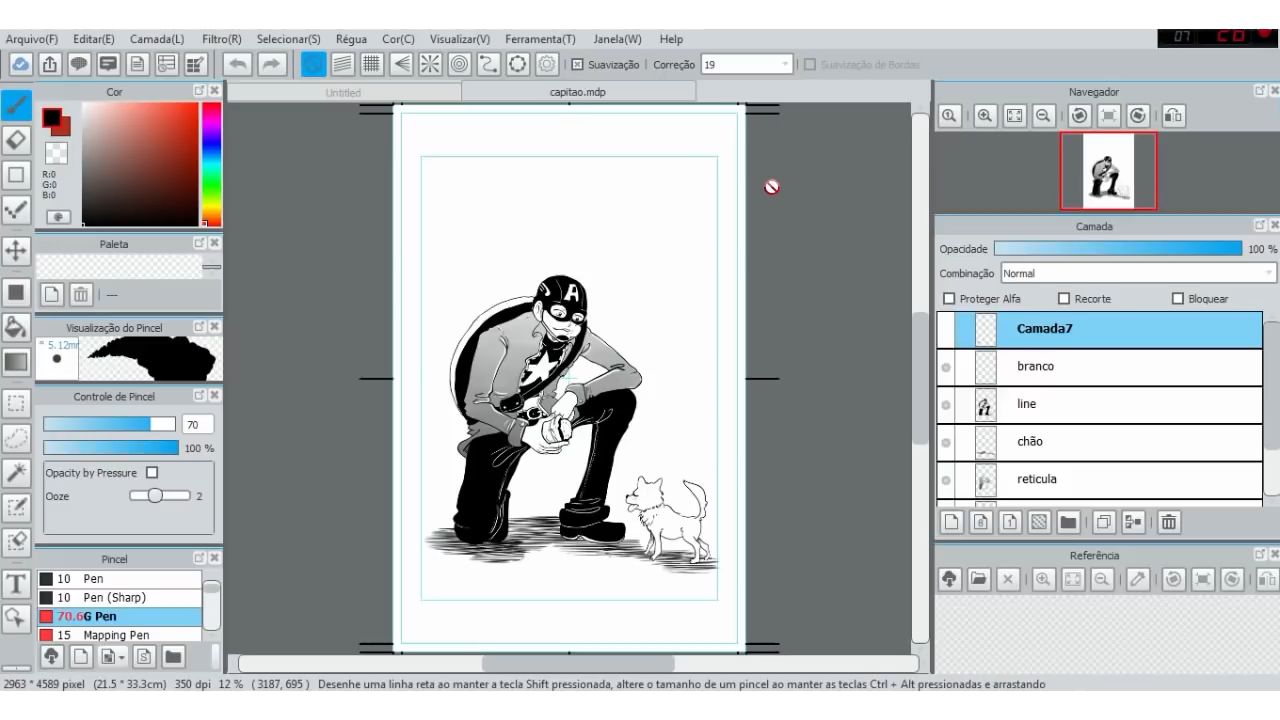 Arquivo(F) Editar(E) Camada(L) Filtro(R) Selecionar(S) Régua Cor(C) Visualizar(V) Ferramenta(T) Janela(W) Help
Suavização Correção 19 Suavização de Bordas
Cor
Untitled capitao.mdp
Navegador
R:0
G:0
B:0
Paleta
---
Visualização do Pincel
* 5.12mm
Controle de Pincel
70
100 %
Opacity by Pressure
Ooze 2
Pincel
10 Pen
10 Pen (Sharp)
70.6 G Pen
15 Mapping Pen
A
Camada
Opacidade 100 %
Combinação Normal
Proteger Alfa Recorte Bloquear
Camada7
branco
line
chão
reticula
Referência
2963 * 4589 pixel (21.5 * 33.3cm) 350 dpi 12 % ( 3187, 695 ) Desenhe uma linha reta ao manter a tecla Shift pressionada, altere o tamanho de um pincel ao manter as teclas Ctrl + Alt pressionadas e arrastando